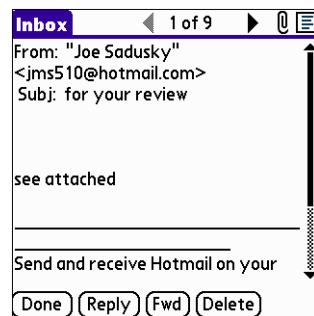 Inbox 1 of 9
From: "Joe Sadusky"
<jms510@hotmail.com>
Subj: for your review
see attached
Send and receive Hotmail on your
Done Reply Fwd Delete